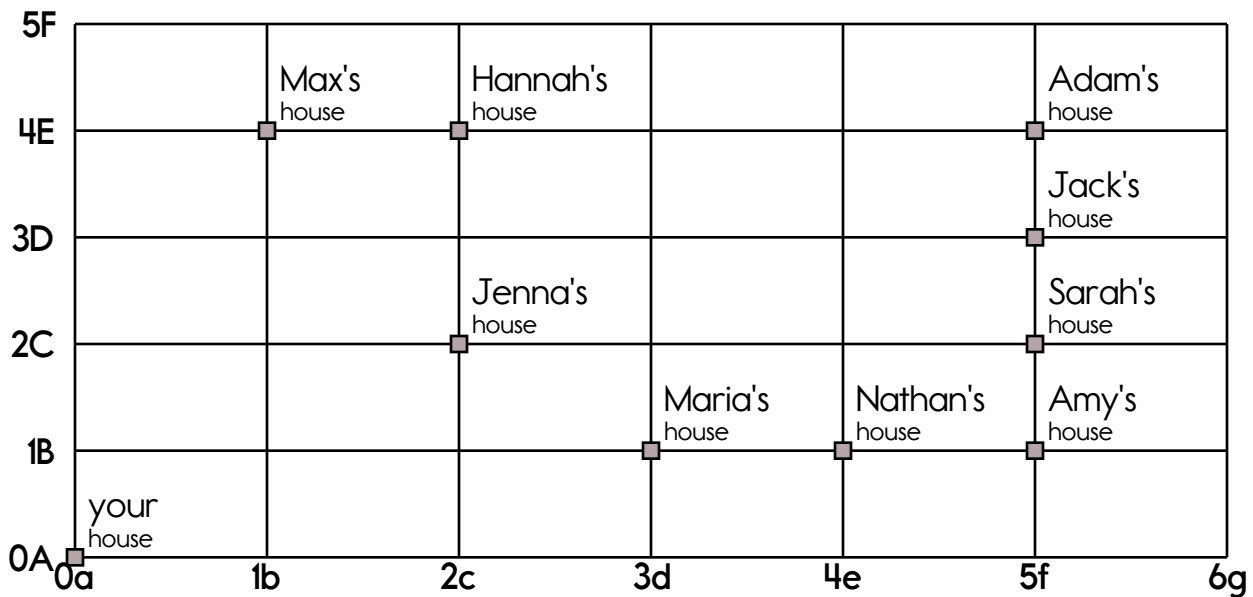 5F
Max's
house
Hannah's
house
Adam's
house
4E
Jack's
house
3D
Jenna's
house
Sarah's
house
2C
Maria's
house
Nathan's
house
Amy's
house
1B
your
house
0A
0a 1b 2c 3d 4e 5f 6g